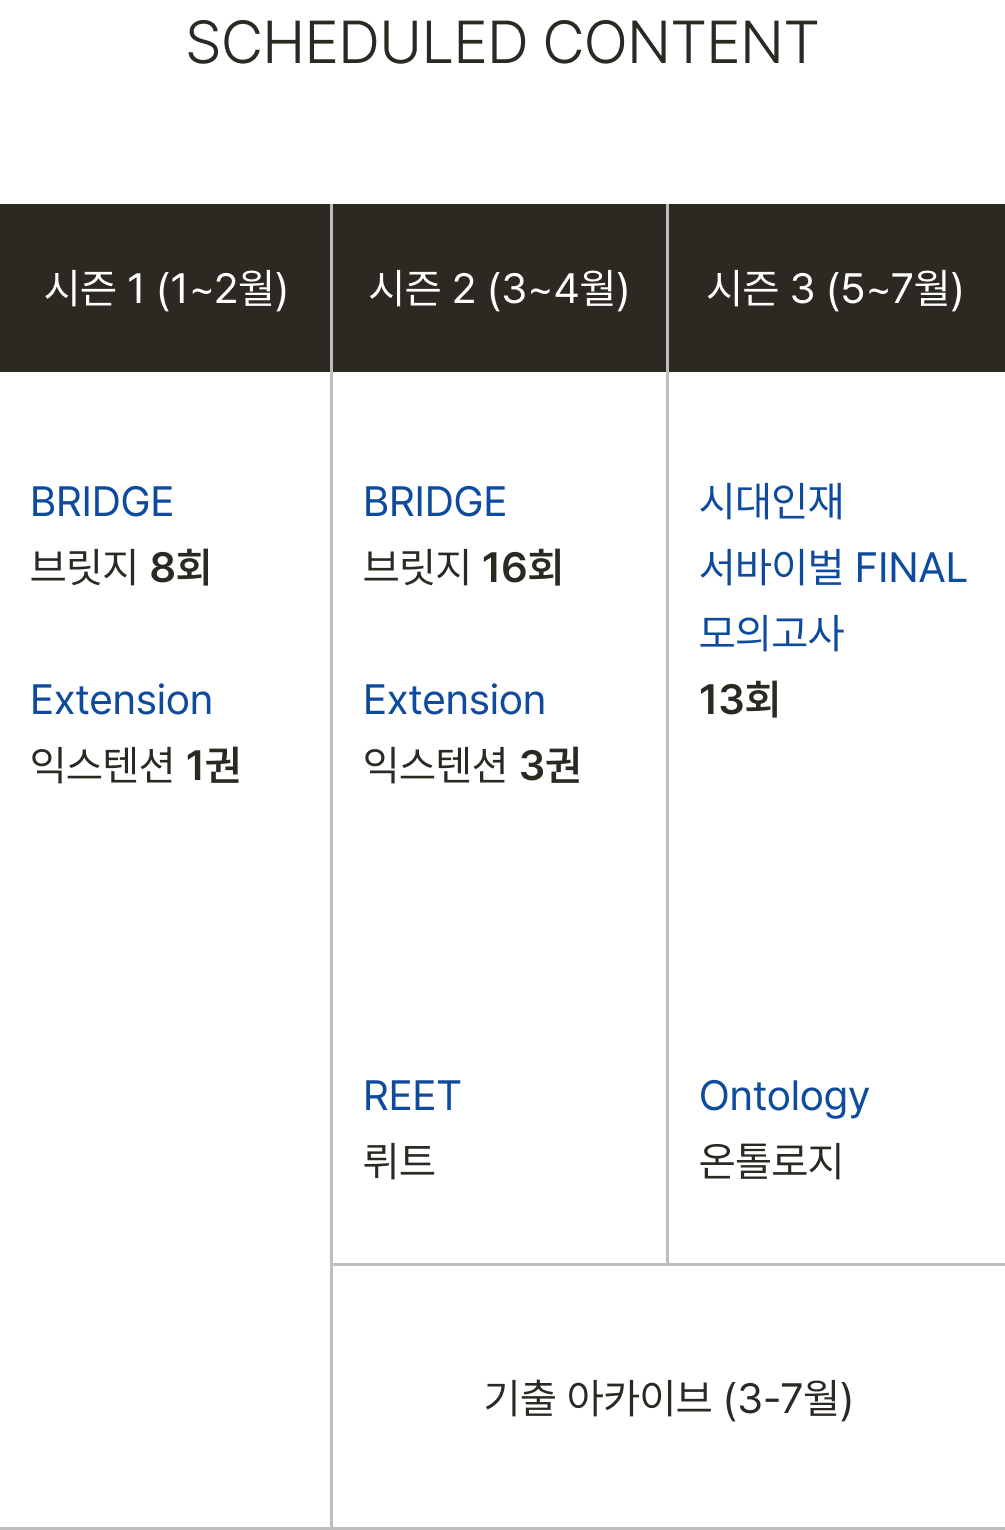 SCHEDULED CONTENT
시즌 1 (1~2월)
시즌 2 (3~4월)
시즌 3 (5~7월)
BRIDGE
브릿지 8회
Extension
익스텐션 1권
BRIDGE
브릿지 16회
Extension
익스텐션 3권
REET
뤼트
시대인재
서바이벌 FINAL
모의고사
13회
Ontology
온톨로지
기출 아카이브 (3-7월)